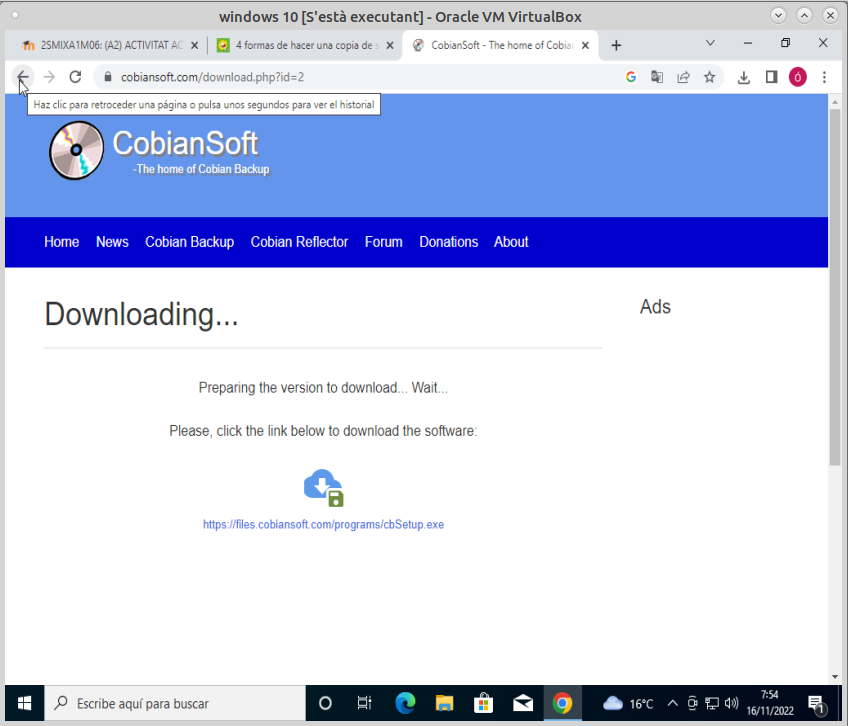 windows 10 [S'està executant] - Oracle VM VirtualBox
2SMIXA1M06: (A2) ACTIVITAT AC
4 formas de hacer una copia de s
CobianSoft - The home of Cobian
cobiansoft.com/download.php?id=2
ó
Haz clic para retroceder una página o pulsa unos segundos para ver el historial
CobianSoft
-The home of Cobian Backup
Home News Cobian Backup Cobian Reflector Forum Donations About
Downloading...
Ads
Preparing the version to download... Wait...
Please, click the link below to download the software:
https://files.cobiansoft.com/programs/cbSetup.exe
Escribe aquí para buscar
16°C
7:54
16/11/2022
1